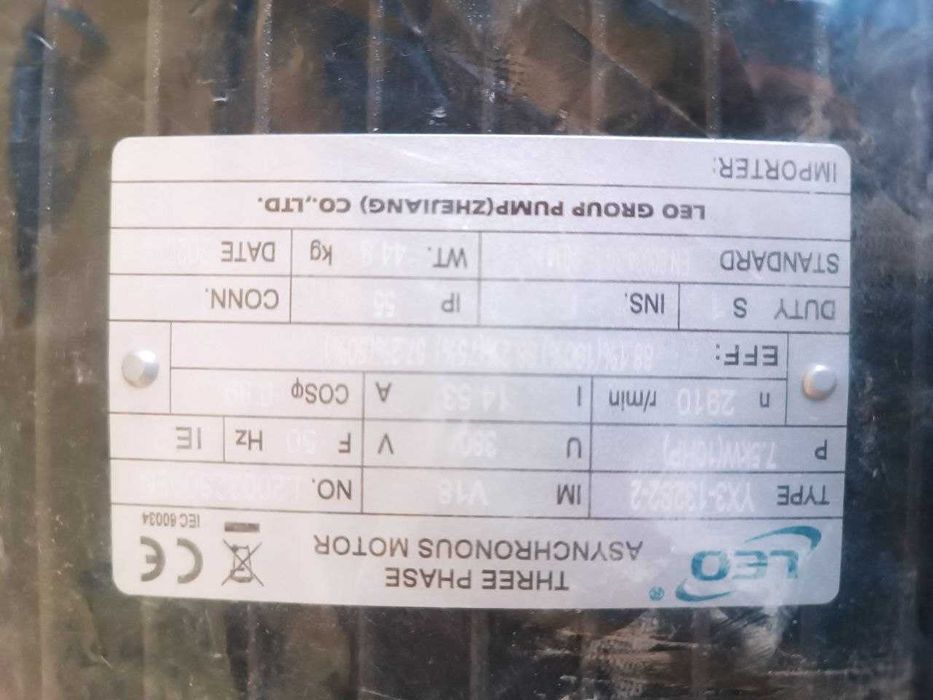 LEO ®
THREE PHASE
ASYNCHRONOUS MOTOR
CE
IEC 60034
TYPE YX3-132S2-2 IM V18 NO.
P 7.5KW(10HP) U 380 V F 50 Hz IE
n 2910 r/min I 14.53 A COSφ
EFF:
DUTY S 1 INS. IP 55 CONN.
STANDARD WT. kg DATE
LEO GROUP PUMP(ZHEJIANG) CO.,LTD.
IMPORTER: